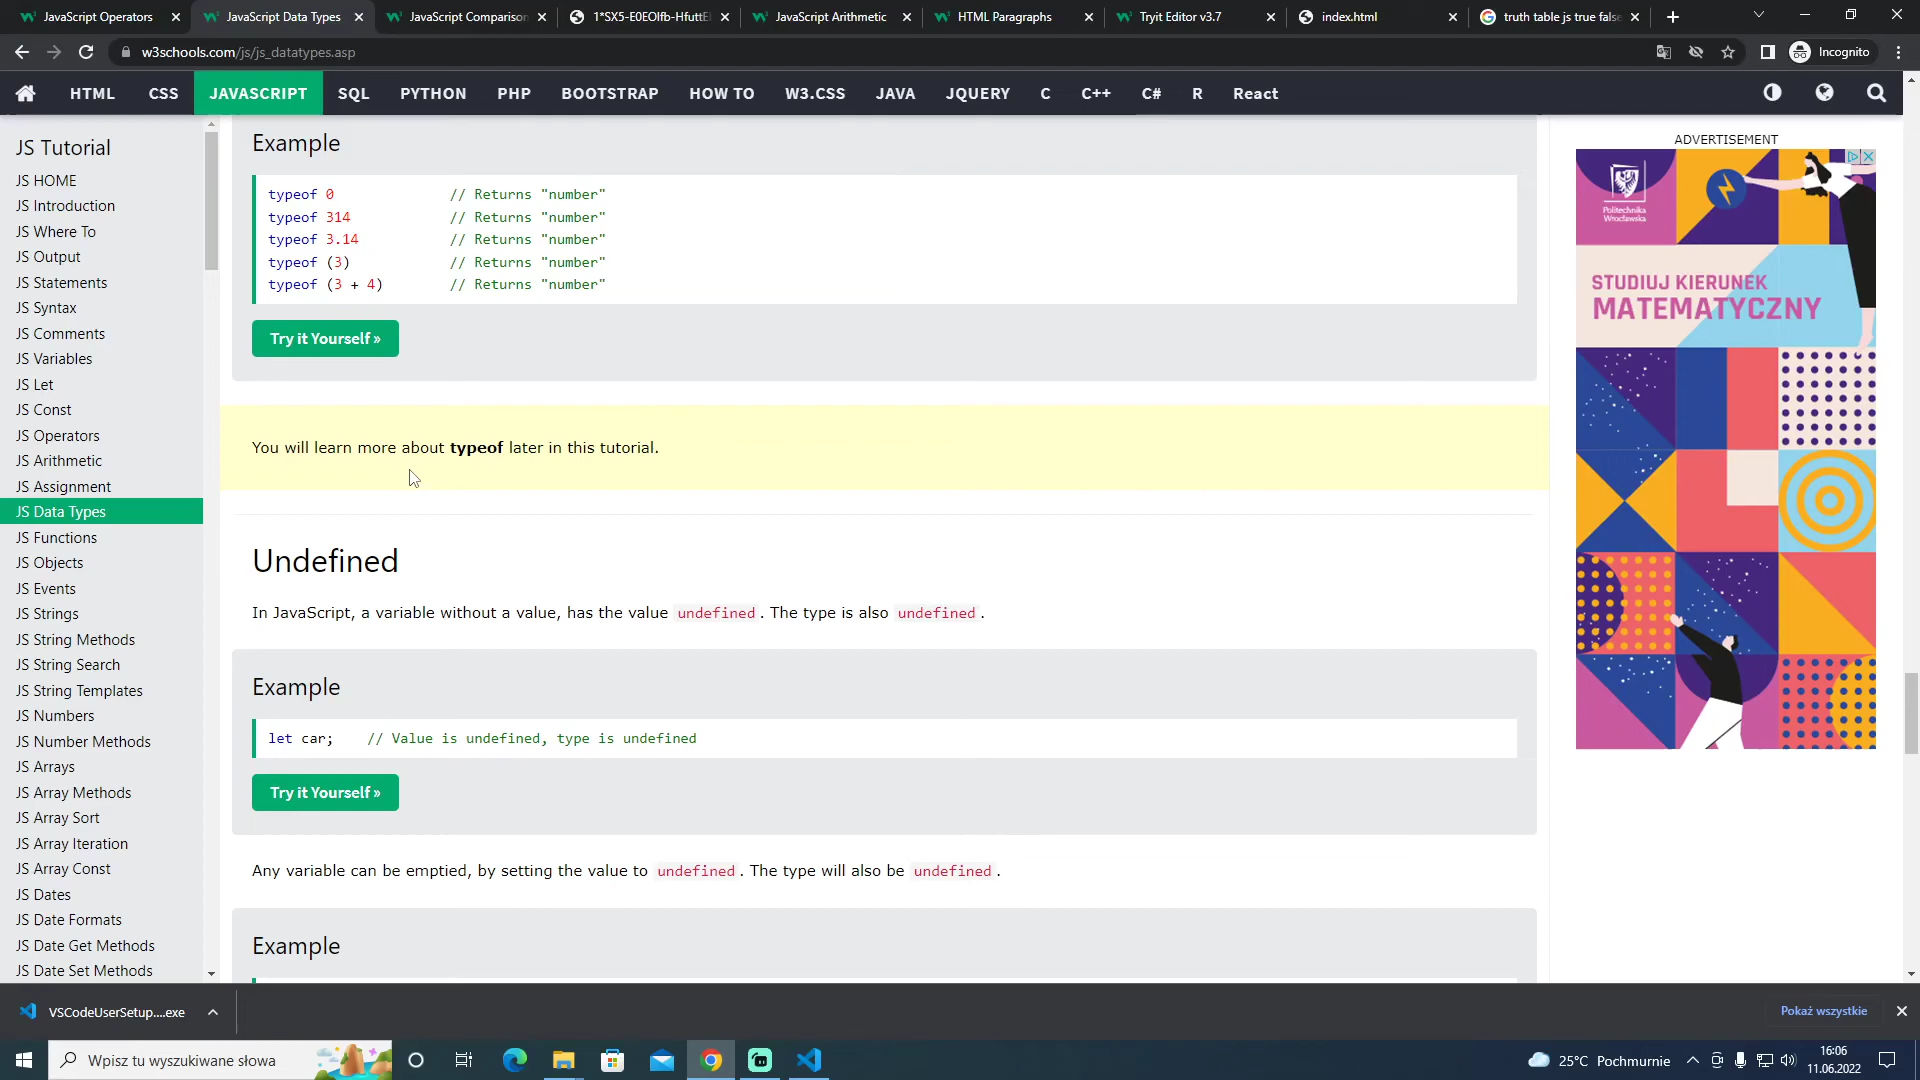 JavaScript Operators
JavaScript Data Types
JavaScript Comparison
1*SX5-E0EOIfb-HfuttE
JavaScript Arithmetic
HTML Paragraphs
Tryit Editor v3.7
index.html
truth table js true false
w3schools.com/js/js_datatypes.asp
Incognito
HTML
CSS
JAVASCRIPT
SQL
PYTHON
PHP
BOOTSTRAP
HOW TO
W3.CSS
JAVA
JQUERY
C
C++
C#
R
React
JS Tutorial
JS HOME
JS Introduction
JS Where To
JS Output
JS Statements
JS Syntax
JS Comments
JS Variables
JS Let
JS Const
JS Operators
JS Arithmetic
JS Assignment
JS Data Types
JS Functions
JS Objects
JS Events
JS Strings
JS String Methods
JS String Search
JS String Templates
JS Numbers
JS Number Methods
JS Arrays
JS Array Methods
JS Array Sort
JS Array Iteration
JS Array Const
JS Dates
JS Date Formats
JS Date Get Methods
JS Date Set Methods
Example
typeof 0 // Returns "number"
typeof 314 // Returns "number"
typeof 3.14 // Returns "number"
typeof (3) // Returns "number"
typeof (3 + 4) // Returns "number"
Try it Yourself »
You will learn more about typeof later in this tutorial.
Undefined
In JavaScript, a variable without a value, has the value undefined. The type is also undefined.
Example
let car; // Value is undefined, type is undefined
Try it Yourself »
Any variable can be emptied, by setting the value to undefined. The type will also be undefined.
Example
ADVERTISEMENT
Politechnika
Wrocławska
STUDIUJ KIERUNEK
MATEMATYCZNY
VSCodeUserSetup....exe
Pokaż wszystkie
Wpisz tu wyszukiwane słowa
25°C Pochmurnie
16:06
11.06.2022